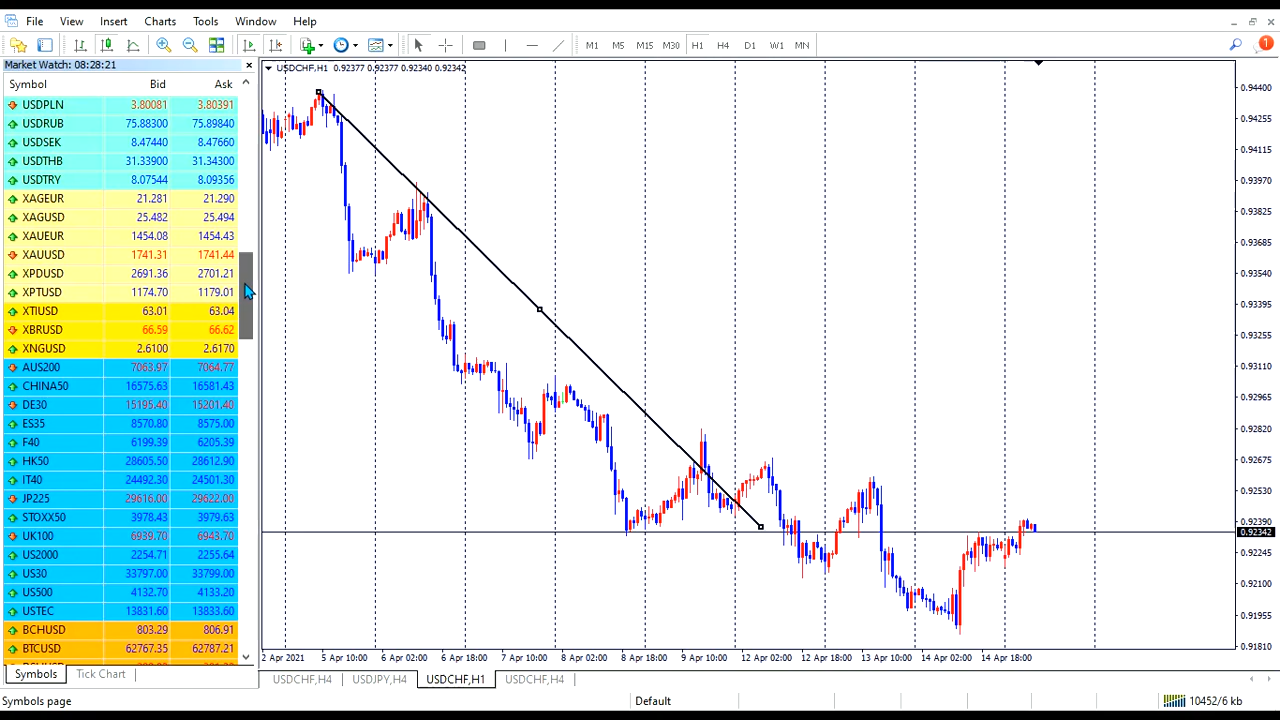 File View Insert Charts Tools Window Help
M1 M5 M15 M30 H1 H4 D1 W1 MN 1
Market Watch: 08:28:21
Symbol Bid Ask
USDPLN 3.80081 3.80391
USDRUB 75.88300 75.89840
USDSEK 8.47440 8.47660
USDTHB 31.33900 31.34300
USDTRY 8.07544 8.09356
XAGEUR 21.281 21.290
XAGUSD 25.482 25.494
XAUEUR 1454.08 1454.43
XAUUSD 1741.31 1741.44
XPDUSD 2691.36 2701.21
XPTUSD 1174.70 1179.01
XTIUSD 63.01 63.04
XBRUSD 66.59 66.62
XNGUSD 2.6100 2.6170
AUS200 7063.97 7064.77
CHINA50 16575.63 16581.43
DE30 15195.40 15201.40
ES35 8570.80 8575.00
F40 6199.39 6205.39
HK50 28605.50 28612.90
IT40 24492.30 24501.30
JP225 29616.00 29622.00
STOXX50 3978.43 3979.63
UK100 6939.70 6943.70
US2000 2254.71 2255.64
US30 33797.00 33799.00
US500 4132.70 4133.20
USTEC 13831.60 13833.60
BCHUSD 803.29 806.91
BTCUSD 62767.35 62787.21
Symbols Tick Chart
USDCHF,H1 0.92377 0.92377 0.92340 0.92342
0.94400
0.94255
0.94115
0.93970
0.93825
0.93685
0.93540
0.93395
0.93255
0.93110
0.92965
0.92820
0.92675
0.92530
0.92390
0.92342
0.92245
0.92100
0.91955
0.91810
2 Apr 2021 5 Apr 10:00 6 Apr 02:00 6 Apr 18:00 7 Apr 10:00 8 Apr 02:00 8 Apr 18:00 9 Apr 10:00 12 Apr 02:00 12 Apr 18:00 13 Apr 10:00 14 Apr 02:00 14 Apr 18:00
USDCHF,H4 USDJPY,H4 USDCHF,H1 USDCHF,H4
Symbols page Default 10452/6 kb